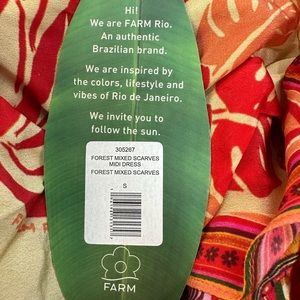 Hi!
We are FARM Rio.
An authentic
Brazilian brand.
We are inspired by
the colors, lifestyle and
vibes of Rio de Janeiro.
We invite you to
follow the sun.
305267
FOREST MIXED SCARVES
MIDI DRESS
FOREST MIXED SCARVES
S
FARM